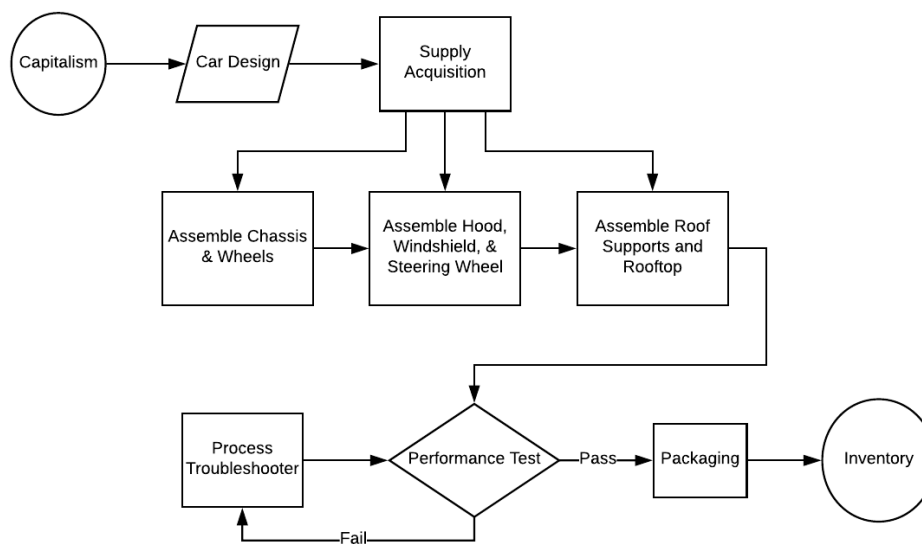 Capitalism
Car Design
Supply
Acquisition
Assemble Chassis
& Wheels
Assemble Hood,
Windshield, &
Steering Wheel
Assemble Roof
Supports and
Rooftop
Process
Troubleshooter
Performance Test
Pass
Packaging
Inventory
Fail